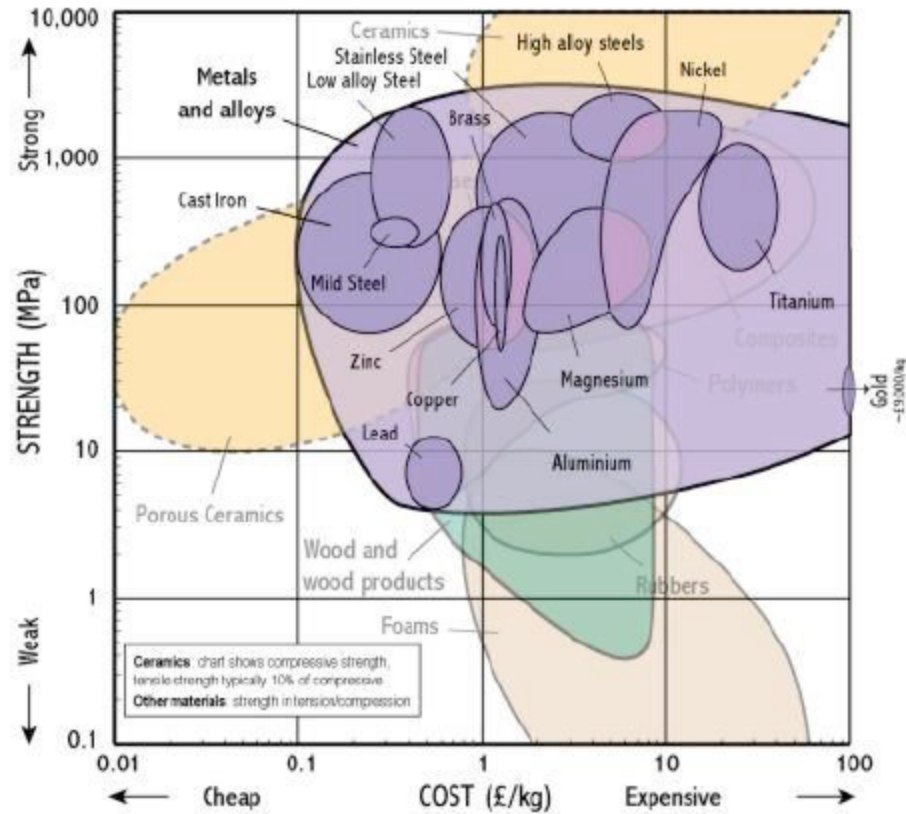 10,000
1,000
100
10
1
0.1
STRENGTH (MPa)
Strong
Weak
Ceramics
Stainless Steel
Low alloy Steel
High alloy steels
Nickel
Metals
and alloys
Brass
Cast Iron
Mild Steel
Titanium
Zinc
Composites
Magnesium
Polymers
Copper
Gold
~£9000/kg
Lead
Aluminium
Porous Ceramics
Wood and
wood products
Rubbers
Foams
Ceramics: chart shows compressive strength,
tensile strength typically 10% of compressive
Other materials: strength in tension/compession
0.01
0.1
1
10
100
Cheap
COST (£/kg)
Expensive